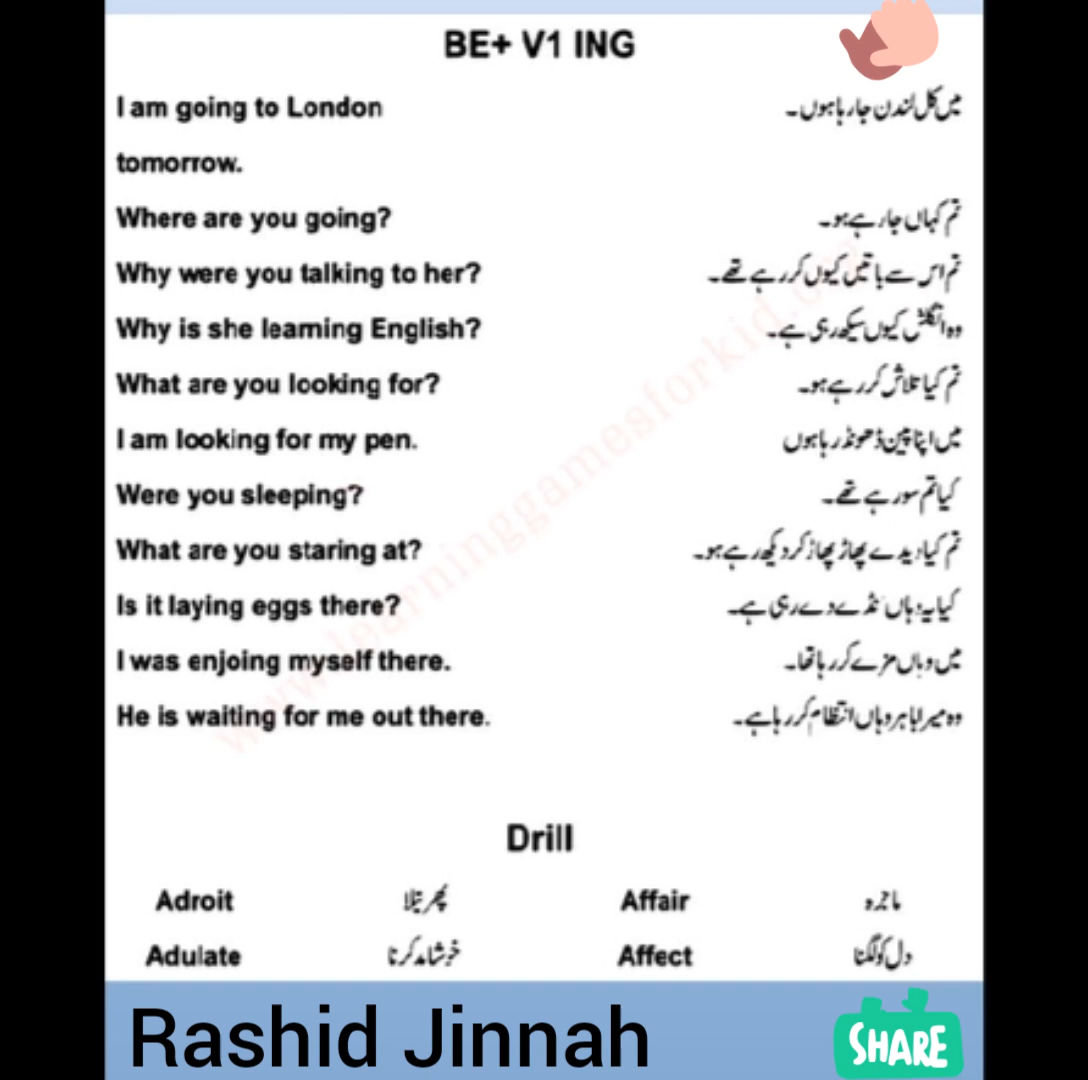 BE+ V1 ING
I am going to London میں کل لندن جا رہا ہوں۔
tomorrow.
Where are you going? تم کہاں جا رہے ہو۔
Why were you talking to her? تم اس سے باتیں کیوں کر رہے تھے۔
Why is she learning English? وہ انگلش کیوں سیکھ رہی ہے۔
What are you looking for? تم کیا تلاش کر رہے ہو۔
I am looking for my pen. میں اپنا پین ڈھونڈ رہا ہوں
Were you sleeping? کیا تم سو رہے تھے۔
What are you staring at? تم کیا دیدے پھاڑ پھاڑ کر دیکھ رہے ہو۔
Is it laying eggs there? کیا یہ وہاں انڈے دے رہی ہے۔
I was enjoing myself there. میں وہاں مزے کر رہا تھا۔
He is waiting for me out there. وہ میرا باہر وہاں انتظام کر رہا ہے۔
www.learninggamesforkid.com
Drill
Adroit پھرتیلا Affair ماجرہ
Adulate خوشامد کرنا Affect دل کو لگنا
Rashid Jinnah SHARE